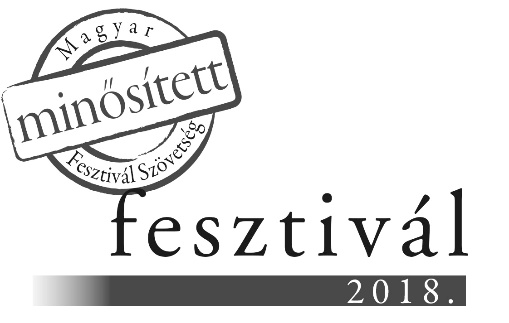 Magyar
minősített
Fesztivál Szövetség
fesztivál
2018.